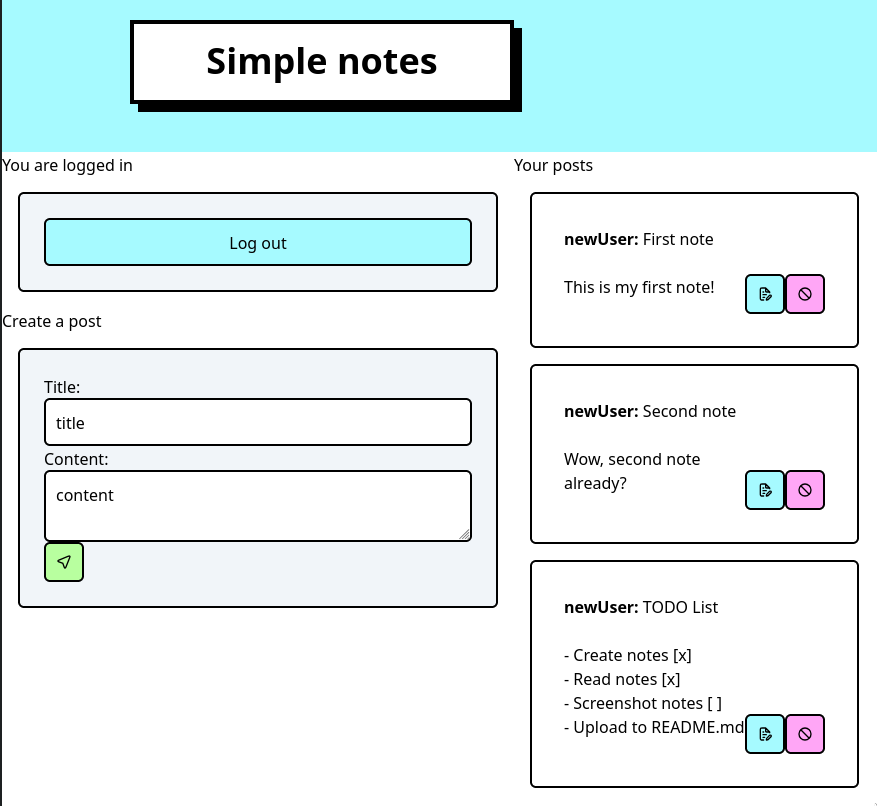 Simple notes
You are logged in
Log out
Create a post
Title:
title
Content:
content
Your posts
newUser: First note
This is my first note!
newUser: Second note
Wow, second note
already?
newUser: TODO List
- Create notes [x]
- Read notes [x]
- Screenshot notes [ ]
- Upload to README.md